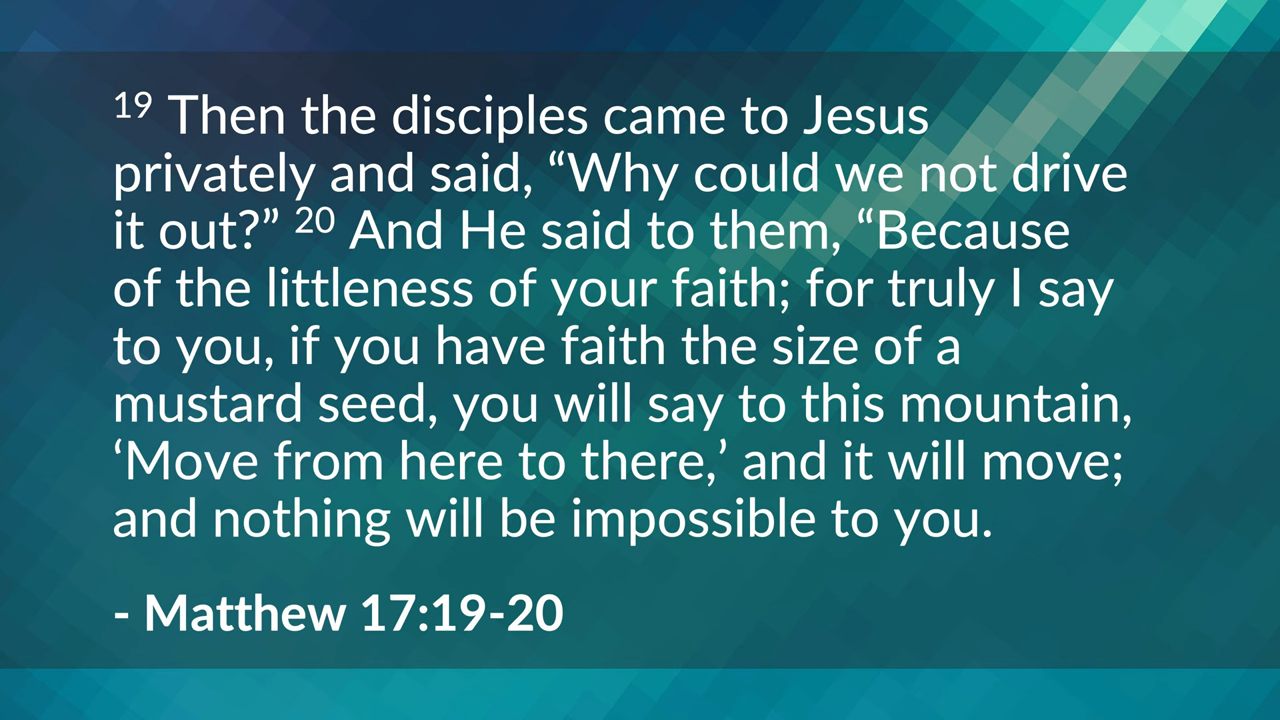 19 Then the disciples came to Jesus
privately and said, “Why could we not drive
it out?” 20 And He said to them, “Because
of the littleness of your faith; for truly I say
to you, if you have faith the size of a
mustard seed, you will say to this mountain,
‘Move from here to there,’ and it will move;
and nothing will be impossible to you.
- Matthew 17:19-20